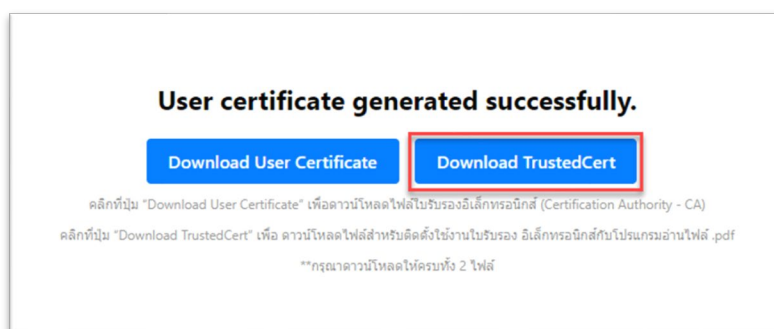 User certificate generated successfully.
Download User Certificate
Download TrustedCert
คลิกที่ปุ่ม "Download User Certificate" เพื่อดาวน์โหลดไฟล์ใบรับรองอิเล็กทรอนิกส์ (Certification Authority - CA)
คลิกที่ปุ่ม "Download TrustedCert" เพื่อ ดาวน์โหลดไฟล์สำหรับติดตั้งใช้งานใบรับรอง อิเล็กทรอนิกส์กับโปรแกรมอ่านไฟล์ .pdf
**กรุณาดาวน์โหลดให้ครบทั้ง 2 ไฟล์